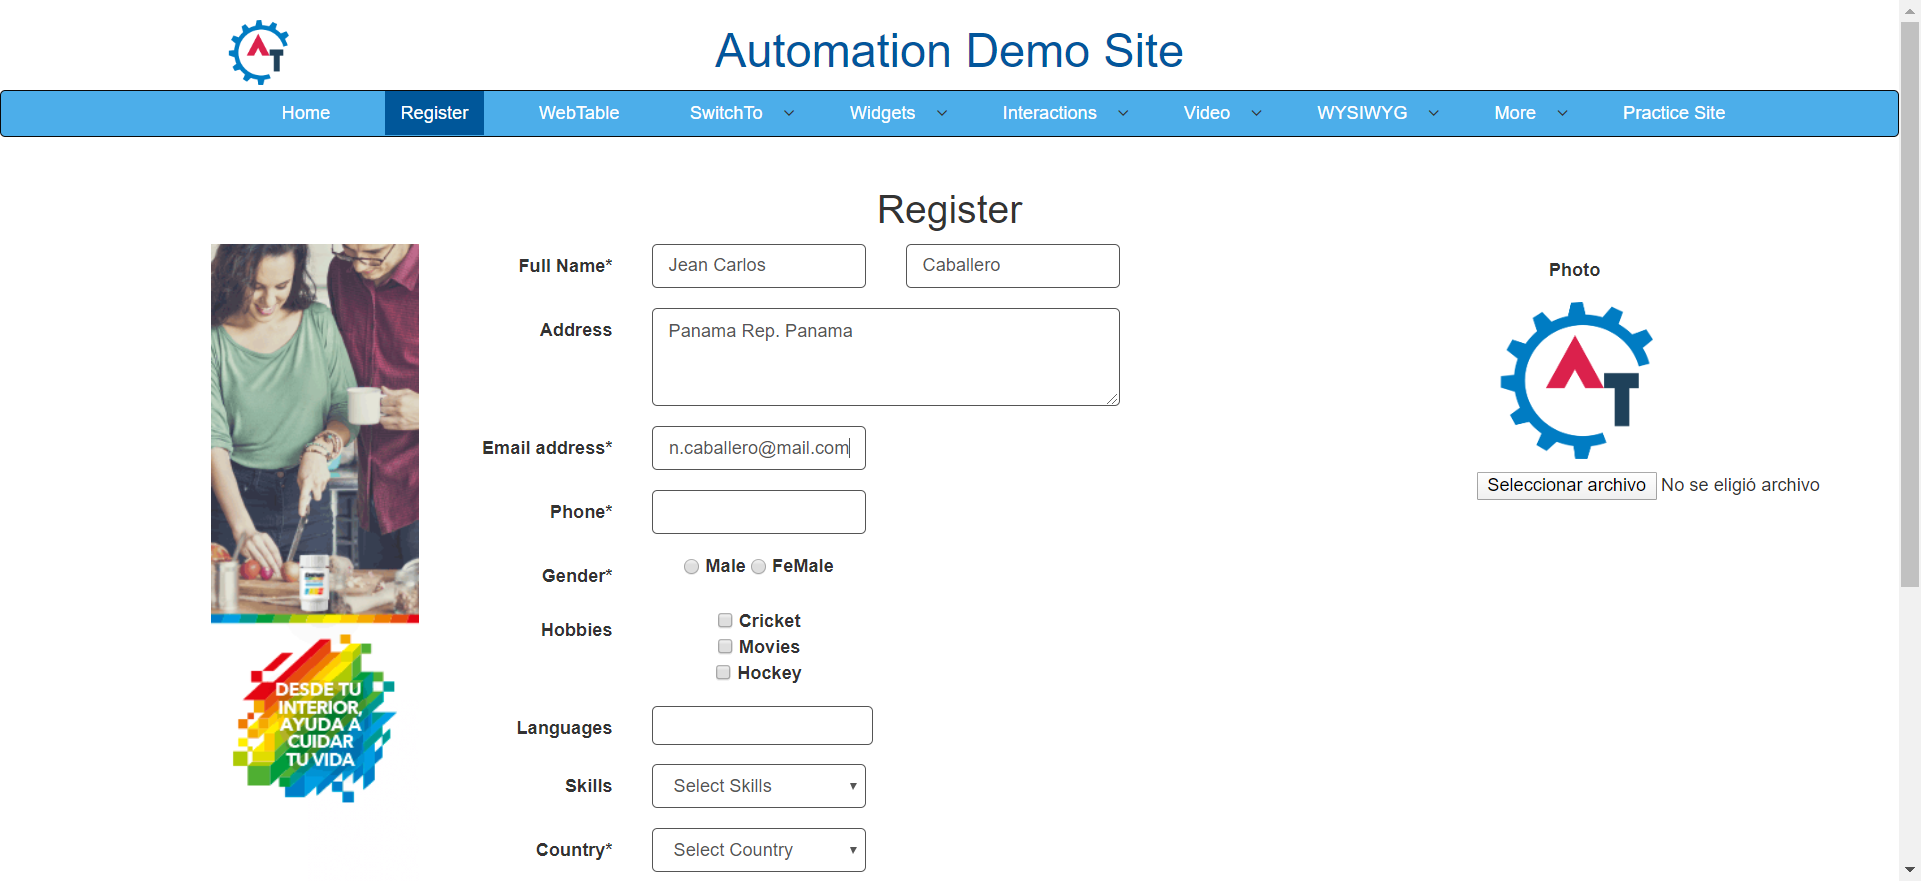 AT
Automation Demo Site
Home Register WebTable SwitchTo Widgets Interactions Video WYSIWYG More Practice Site
Register
Full Name* Jean Carlos Caballero
Photo
Address Panama Rep. Panama
AT
Email address* n.caballero@mail.com
Seleccionar archivo No se eligió archivo
Phone*
Gender* Male FeMale
Hobbies Cricket
Movies
Hockey
DESDE TU
INTERIOR,
AYUDA A
CUIDAR
TU VIDA
Languages
Skills Select Skills
Country* Select Country